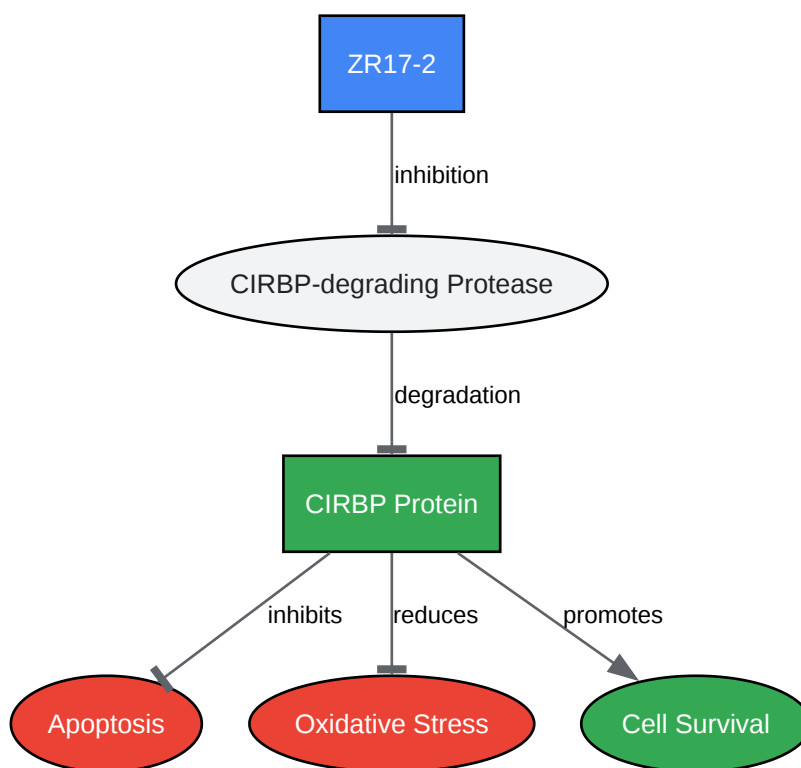 ZR17-2
inhibition
CIRBP-degrading Protease
degradation
CIRBP Protein
inhibits
reduces
promotes
Apoptosis
Oxidative Stress
Cell Survival